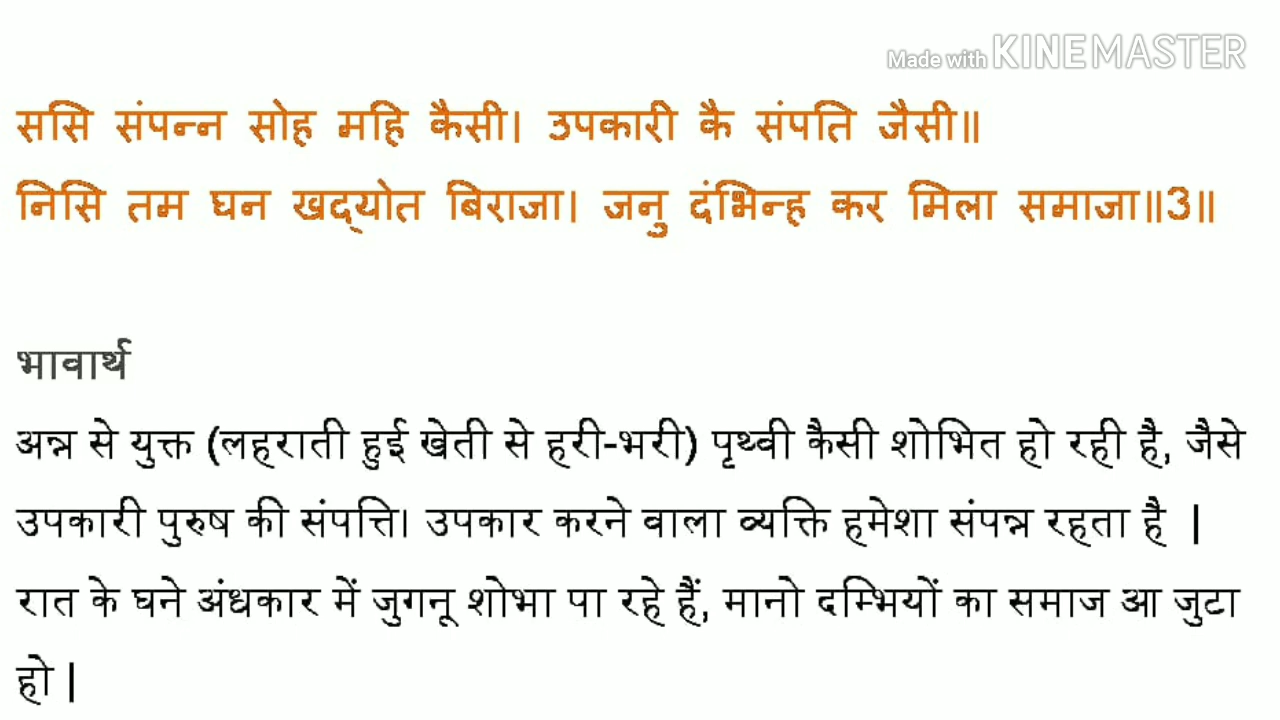 Made with KINEMASTER
ससि संपन्न सोह महि कैसी। उपकारी कै संपति जैसी॥
निसि तम घन खद्योत बिराजा। जनु दंभिन्ह कर मिला समाजा॥3॥
भावार्थ
अन्न से युक्त (लहराती हुई खेती से हरी-भरी) पृथ्वी कैसी शोभित हो रही है, जैसे
उपकारी पुरुष की संपत्ति। उपकार करने वाला व्यक्ति हमेशा संपन्न रहता है |
रात के घने अंधकार में जुगनू शोभा पा रहे हैं, मानो दम्भियों का समाज आ जुटा
हो |